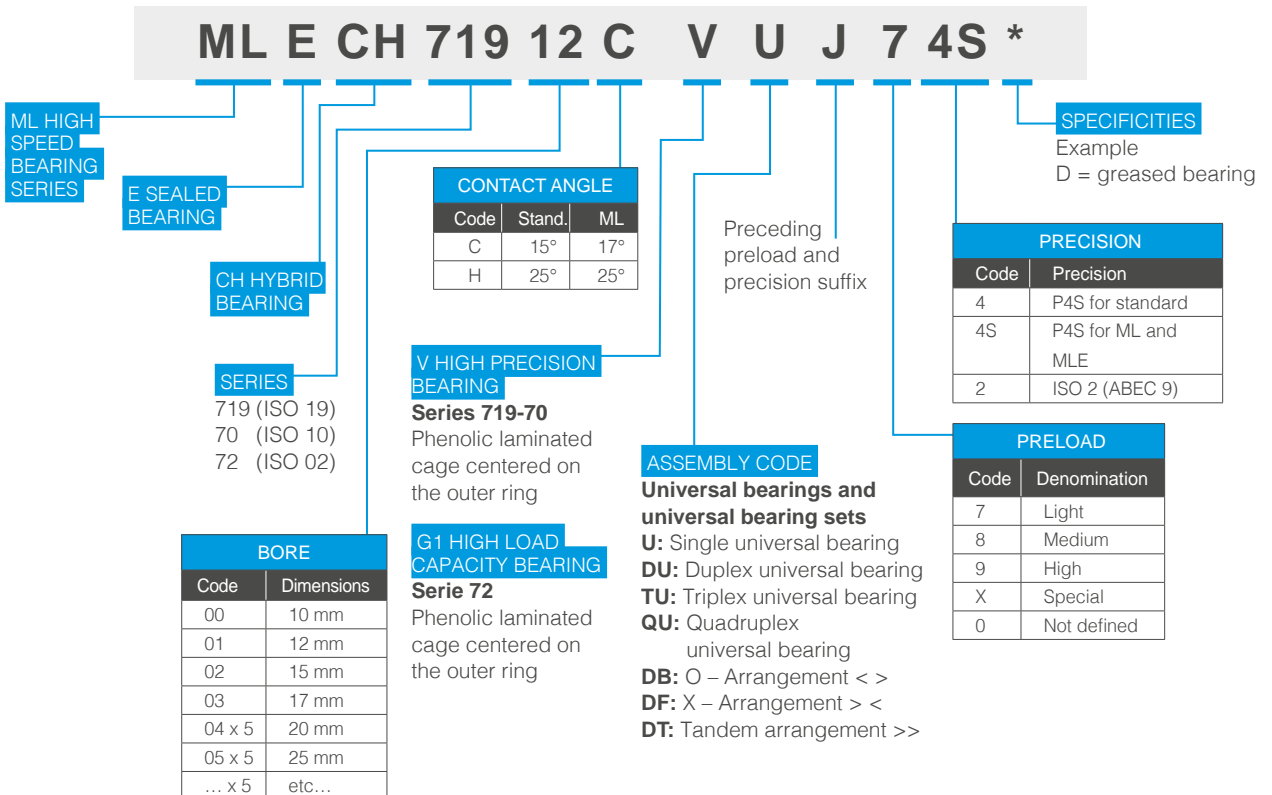 ML E CH 719 12 C V U J 7 4S *
ML HIGH
SPEED
BEARING
SERIES
E SEALED
BEARING
CH HYBRID
BEARING
SERIES
719 (ISO 19)
70 (ISO 10)
72 (ISO 02)
BORE
Code Dimensions
00 10 mm
01 12 mm
02 15 mm
03 17 mm
04 x 5 20 mm
05 x 5 25 mm
… x 5 etc…
CONTACT ANGLE
Code Stand. ML
C 15° 17°
H 25° 25°
V HIGH PRECISION
BEARING
Series 719-70
Phenolic laminated
cage centered on
the outer ring
G1 HIGH LOAD
CAPACITY BEARING
Serie 72
Phenolic laminated
cage centered on
the outer ring
ASSEMBLY CODE
Universal bearings and
universal bearing sets
U: Single universal bearing
DU: Duplex universal bearing
TU: Triplex universal bearing
QU: Quadruplex
universal bearing
DB: O – Arrangement < >
DF: X – Arrangement > <
DT: Tandem arrangement >>
Preceding
preload and
precision suffix
PRELOAD
Code Denomination
7 Light
8 Medium
9 High
X Special
0 Not defined
PRECISION
Code Precision
4 P4S for standard
4S P4S for ML and
MLE
2 ISO 2 (ABEC 9)
SPECIFICITIES
Example
D = greased bearing